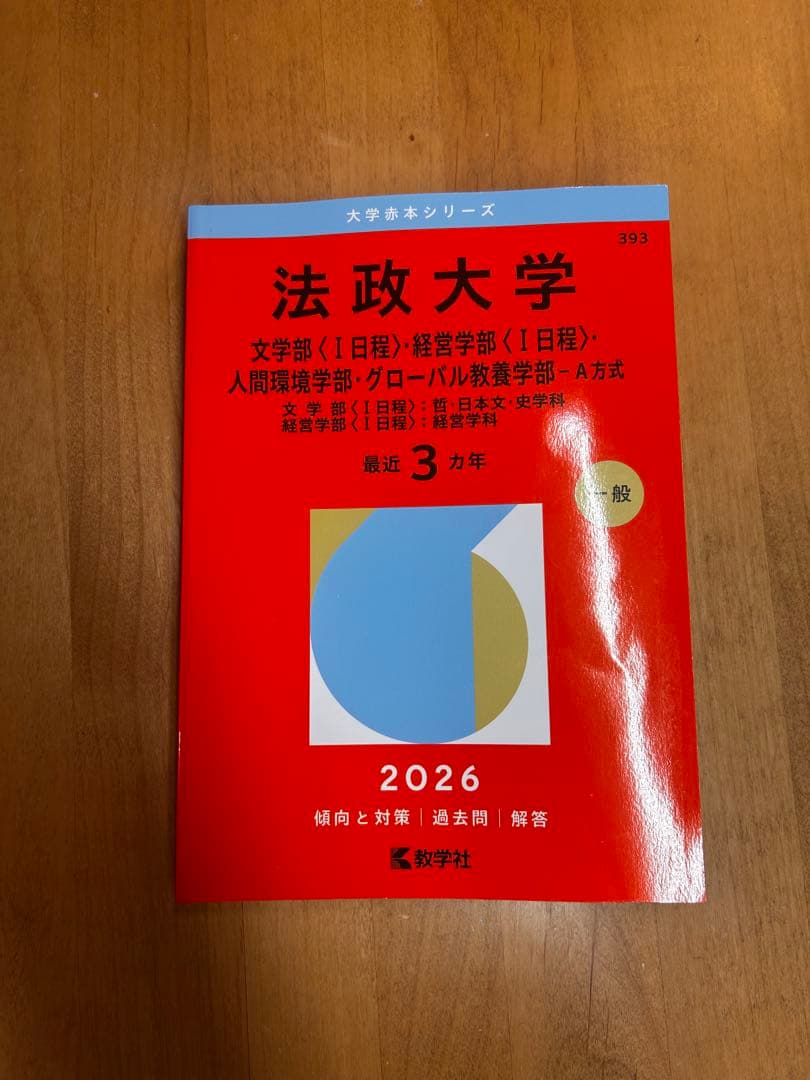 大学赤本シリーズ
393
法政大学
文学部〈Ⅰ日程〉・経営学部〈Ⅰ日程〉・
人間環境学部・グローバル教養学部－A方式
文学部〈Ⅰ日程〉：哲・日本文・史学科
経営学部〈Ⅰ日程〉：経営学科
最近3カ年
一般
2026
傾向と対策｜過去問｜解答
教学社